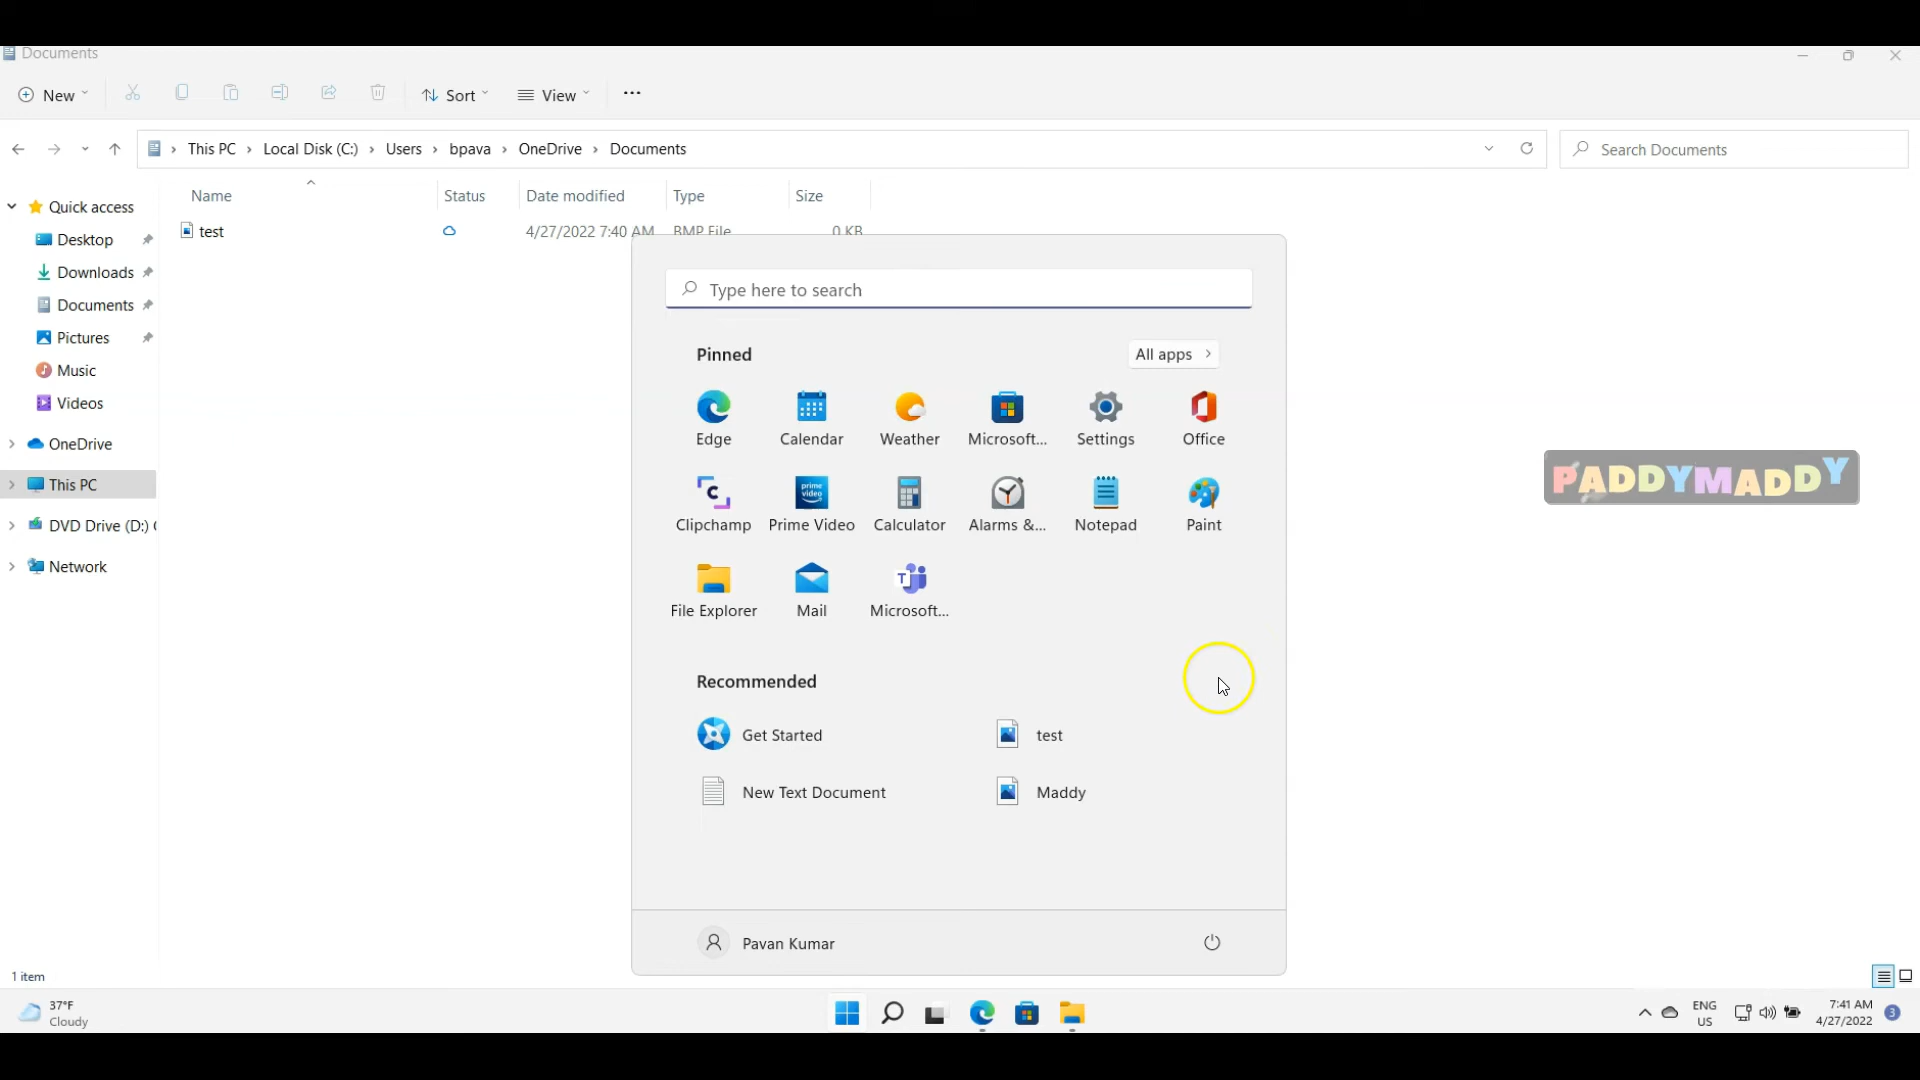 Documents
New
Sort
View
This PC
Local Disk (C:)
Users
bpava
OneDrive
Documents
Search Documents
Name
Status
Date modified
Type
Size
test
4/27/2022 7:40 AM
BMP File
0 KB
Quick access
Desktop
Downloads
Documents
Pictures
Music
Videos
OneDrive
This PC
DVD Drive (D:)
Network
Type here to search
Pinned
All apps
Edge
Calendar
Weather
Microsoft...
Settings
Office
Clipchamp
Prime Video
Calculator
Alarms &...
Notepad
Paint
File Explorer
Mail
Microsoft...
Recommended
Get Started
test
New Text Document
Maddy
Pavan Kumar
PADDYMADDY
1 item
37°F
Cloudy
ENG
US
7:41 AM
4/27/2022
3